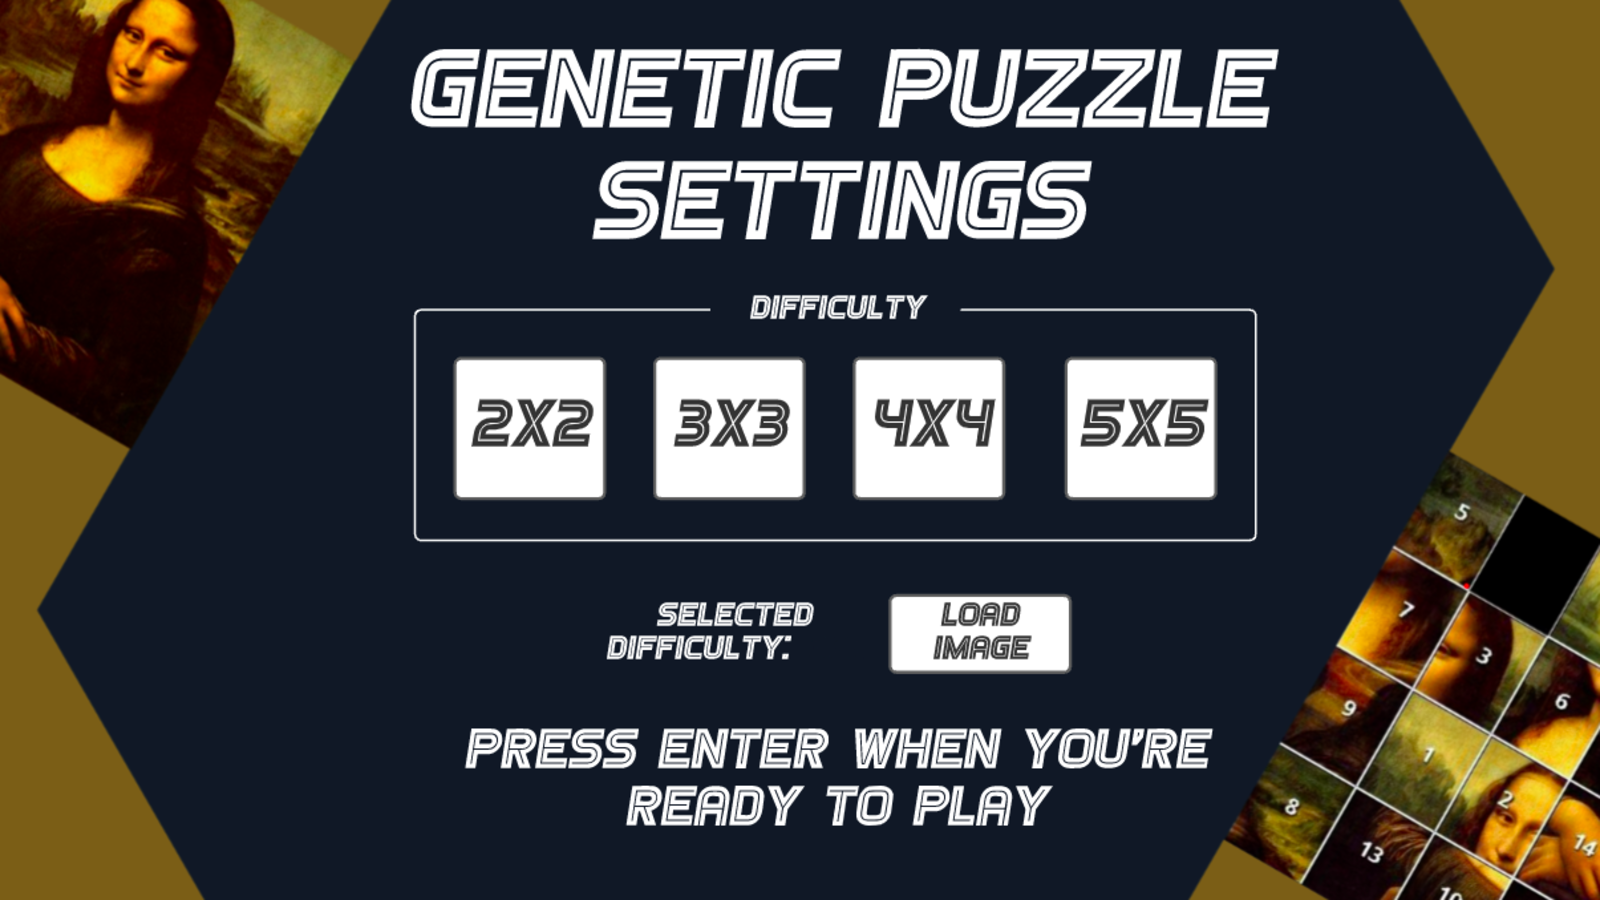 GENETIC PUZZLE
SETTINGS
DIFFICULTY
2X2 3X3 4X4 5X5
SELECTED
DIFFICULTY:
LOAD
IMAGE
PRESS ENTER WHEN YOU'RE
READY TO PLAY
5
7
3
6
9
1
2
14
8
13